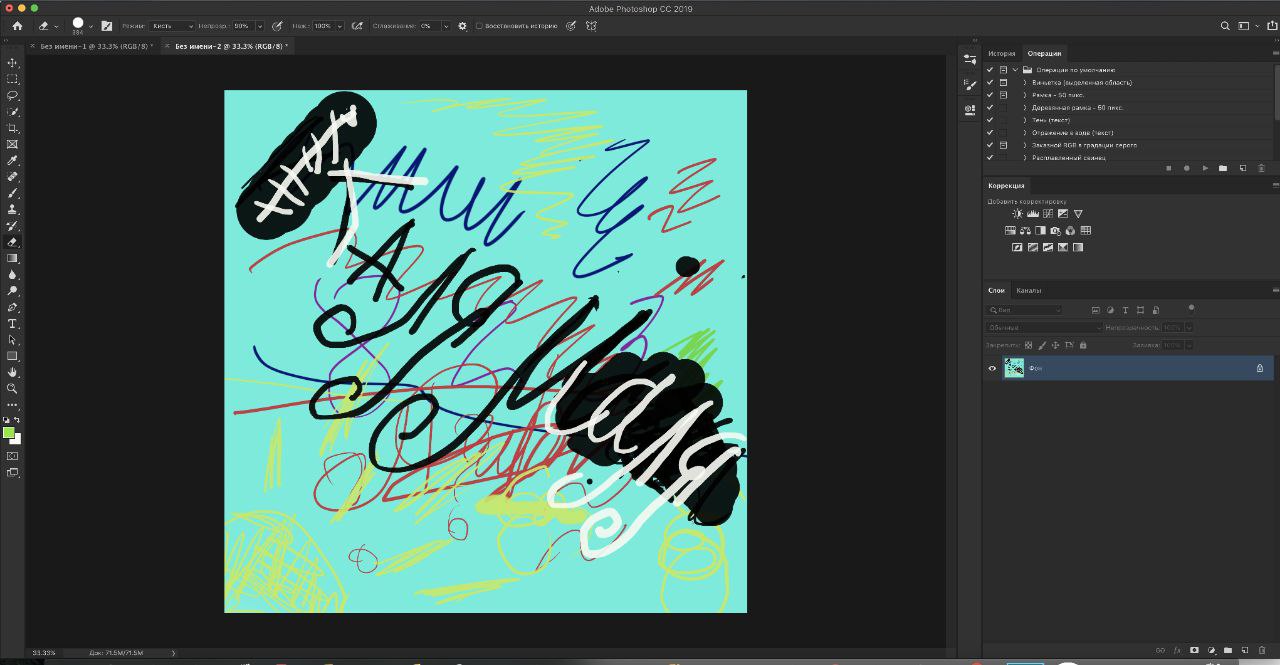 Adobe Photoshop CC 2019
Режим: Кисть Непрозр.: 90% Наж.: 100% Сглаживание: 0% Восстановить историю
384
Без имени-1 @ 33.3% (RGB/8) *
Без имени-2 @ 33.3% (RGB/8) *
История Операции
Операции по умолчанию
Виньетка (выделенная область)
Рамка - 50 пикс.
Деревянная рамка - 50 пикс.
Тень (текст)
Отражение в воде (текст)
Заказной RGB в градации серого
Расплавленный свинец
Коррекция
Добавить корректировку
Слои Каналы
Вид
Обычные Непрозрачность: 100%
Закрепить: Заливка: 100%
Фон
33.33% Док: 71.5M/71.5M